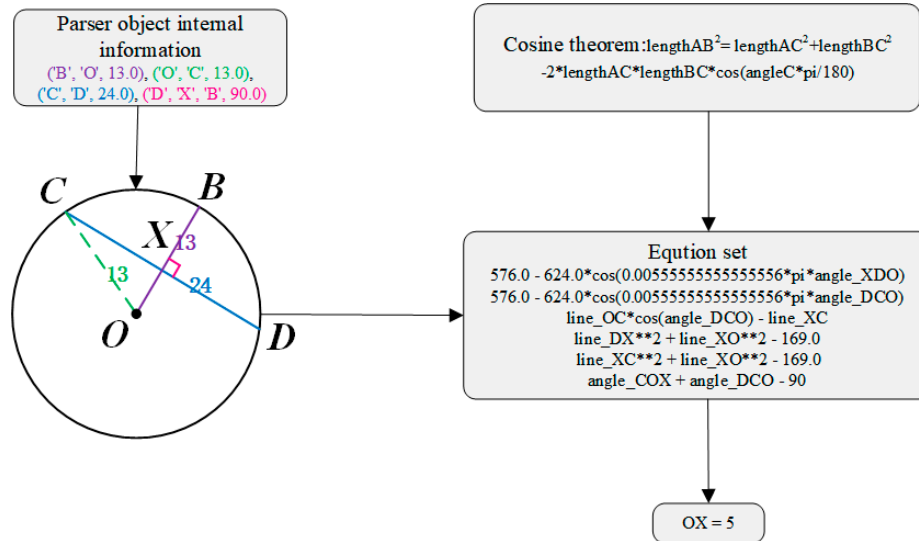 Parser object internal
information
('B', 'O', 13.0), ('O', 'C', 13.0),
('C', 'D', 24.0), ('D', 'X', 'B', 90.0)
Cosine theorem:lengthAB²= lengthAC²+lengthBC²
-2*lengthAC*lengthBC*cos(angleC*pi/180)
C
B
X
13
13
24
O
D
Eqution set
576.0 - 624.0*cos(0.00555555555555556*pi*angle_XDO)
576.0 - 624.0*cos(0.00555555555555556*pi*angle_DCO)
line_OC*cos(angle_DCO) - line_XC
line_DX**2 + line_XO**2 - 169.0
line_XC**2 + line_XO**2 - 169.0
angle_COX + angle_DCO - 90
OX = 5